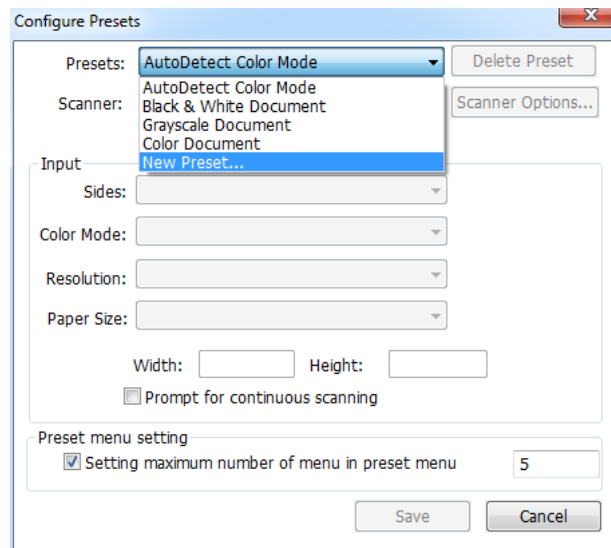 Configure Presets
Presets: AutoDetect Color Mode Delete Preset
AutoDetect Color Mode
Scanner: Black & White Document Scanner Options...
Grayscale Document
Color Document
New Preset...
Input
Sides:
Color Mode:
Resolution:
Paper Size:
Width: Height:
Prompt for continuous scanning
Preset menu setting
Setting maximum number of menu in preset menu 5
Save Cancel